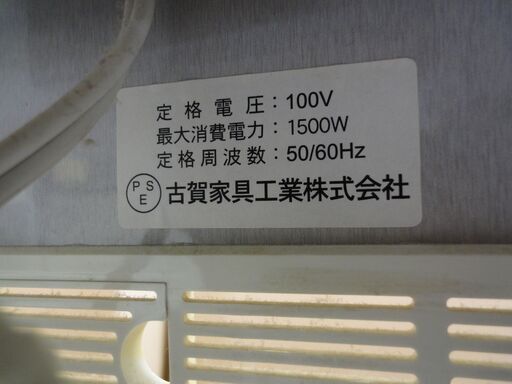 定格電圧：100V
最大消費電力：1500W
定格周波数：50/60Hz
PSE 古賀家具工業株式会社